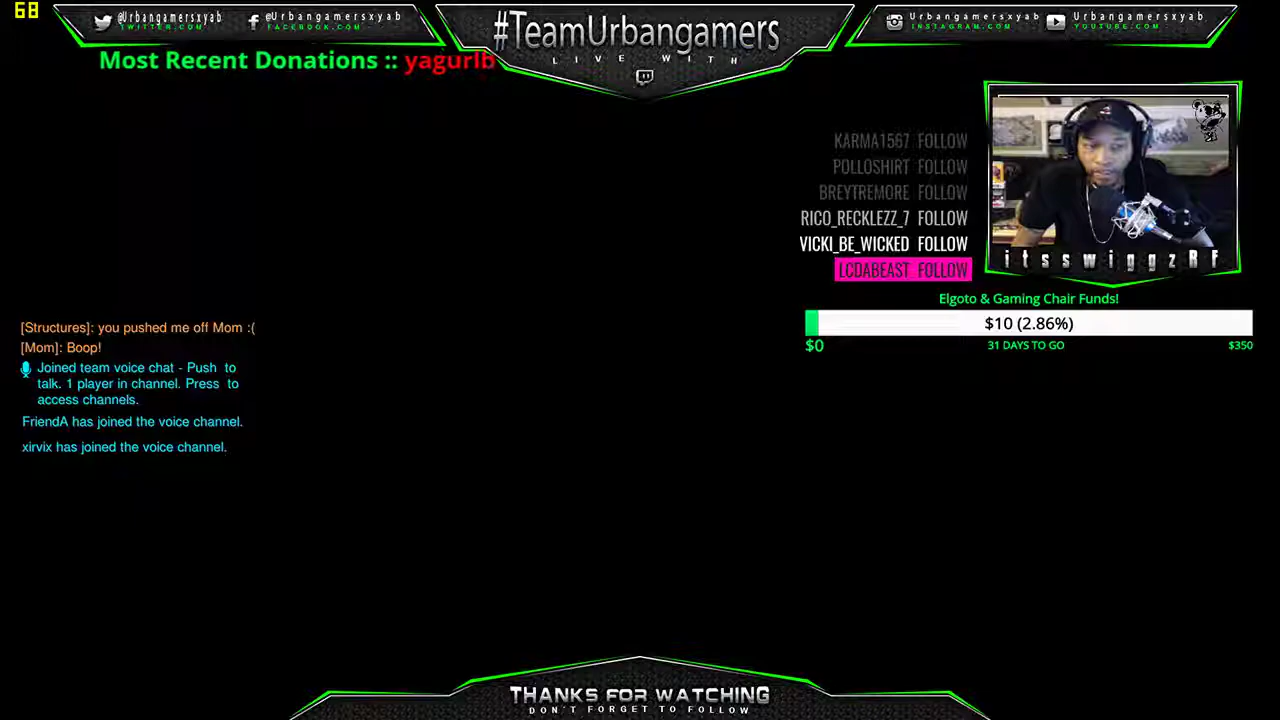 68
@Urbangamersxyab
TWITTER.COM
@Urbangamersxyab
FACEBOOK.COM
#TeamUrbangamers
LIVE WITH
Urbangamersxyab
INSTAGRAM.COM
Urbangamersxyab
YOUTUBE.COM
Most Recent Donations :: yagurlb
KARMA1567 FOLLOW
POLLOSHIRT FOLLOW
BREYTREMORE FOLLOW
RICO_RECKLEZZ_7 FOLLOW
VICKI_BE_WICKED FOLLOW
LCDABEAST FOLLOW
itsswiggzRF
Elgoto & Gaming Chair Funds!
$10 (2.86%)
$0
31 DAYS TO GO
$350
[Structures]: you pushed me off Mom :(
[Mom]: Boop!
Joined team voice chat - Push to
talk. 1 player in channel. Press to
access channels.
FriendA has joined the voice channel.
xirvix has joined the voice channel.
THANKS FOR WATCHING
DON'T FORGET TO FOLLOW